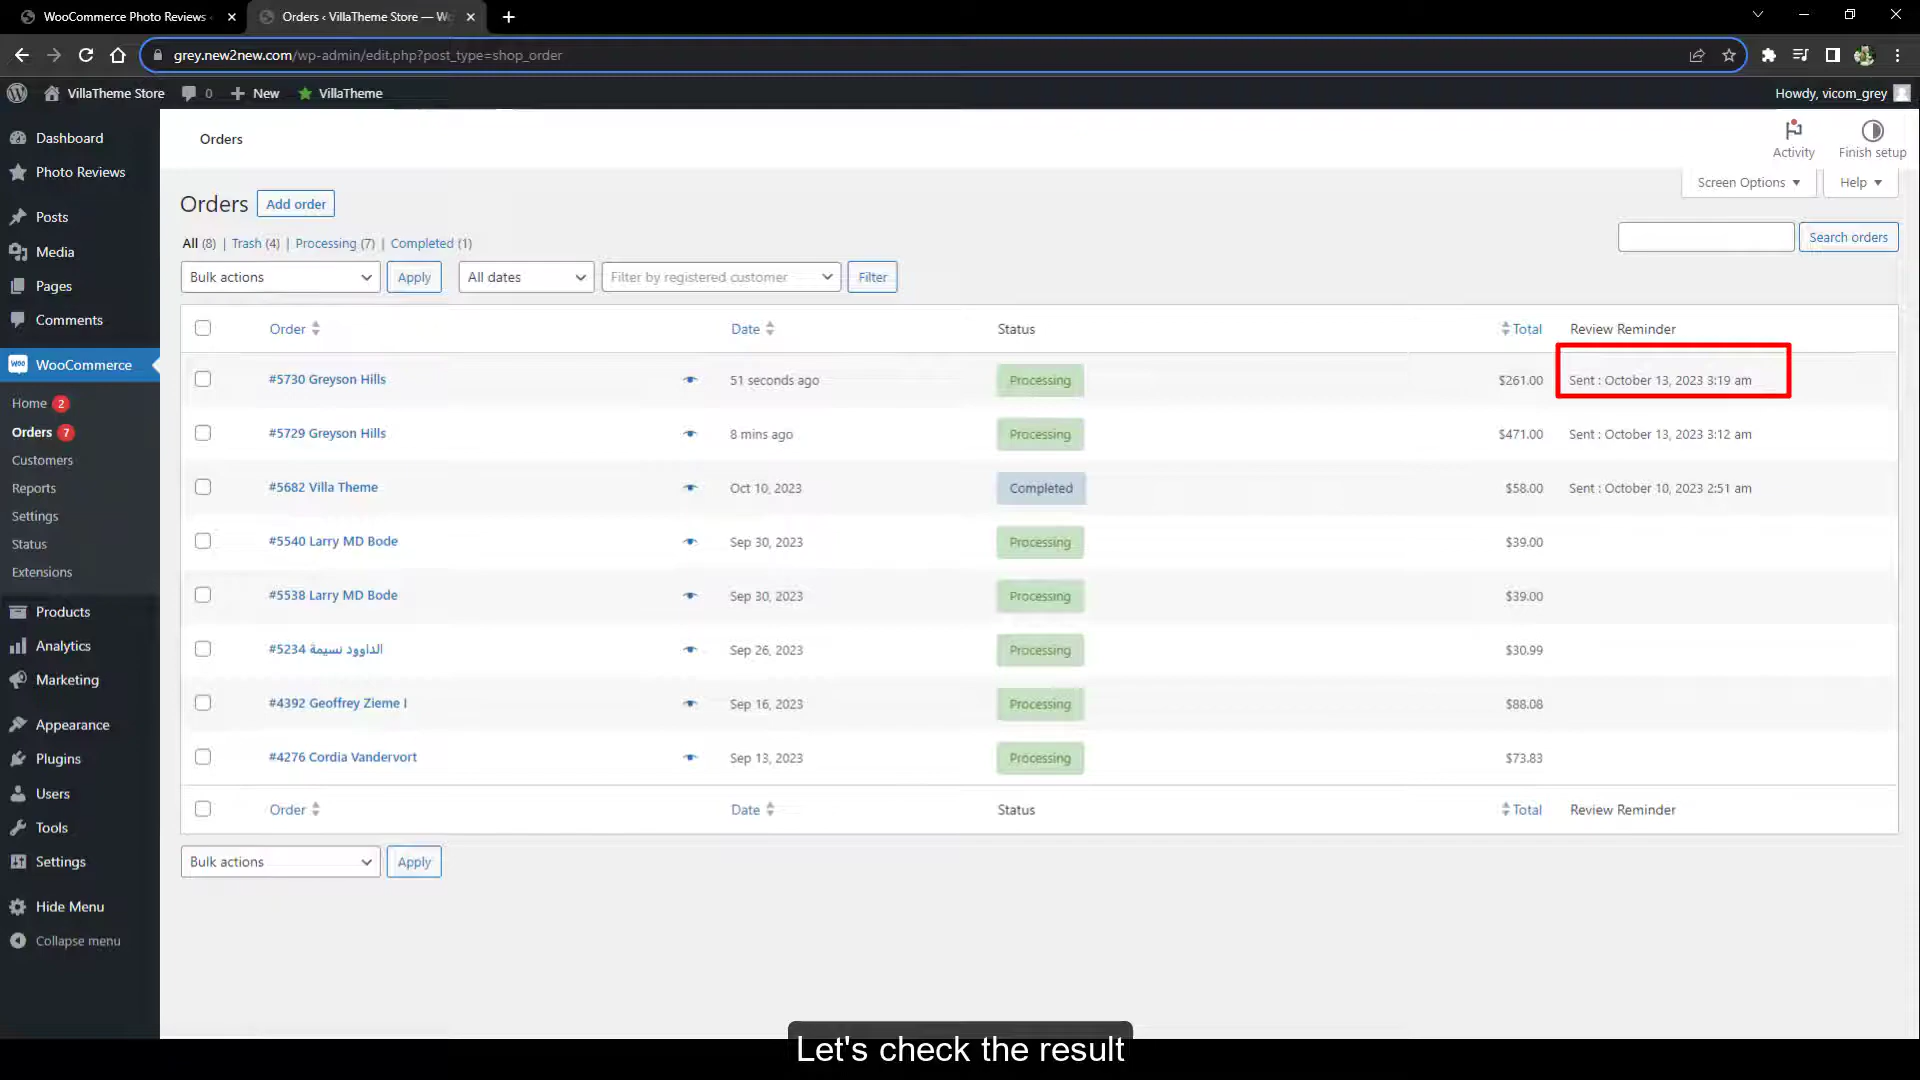 WooCommerce Photo Reviews
Orders ‹ VillaTheme Store — W
grey.new2new.com/wp-admin/edit.php?post_type=shop_order
VillaTheme Store
0
New
VillaTheme
Howdy, vicom_grey
Dashboard
Photo Reviews
Posts
Media
Pages
Comments
WooCommerce
Home 2
Orders 7
Customers
Reports
Settings
Status
Extensions
Products
Analytics
Marketing
Appearance
Plugins
Users
Tools
Settings
Hide Menu
Collapse menu
Orders
Activity
Finish setup
Screen Options
Help
Orders
Add order
All (8) | Trash (4) | Processing (7) | Completed (1)
Search orders
Bulk actions
Apply
All dates
Filter by registered customer
Filter
Order Date Status Total Review Reminder
#5730 Greyson Hills 51 seconds ago Processing $261.00 Sent : October 13, 2023 3:19 am
#5729 Greyson Hills 8 mins ago Processing $471.00 Sent : October 13, 2023 3:12 am
#5682 Villa Theme Oct 10, 2023 Completed $58.00 Sent : October 10, 2023 2:51 am
#5540 Larry MD Bode Sep 30, 2023 Processing $39.00
#5538 Larry MD Bode Sep 30, 2023 Processing $39.00
#5234 الداوود نسيمة Sep 26, 2023 Processing $30.99
#4392 Geoffrey Zieme I Sep 16, 2023 Processing $88.08
#4276 Cordia Vandervort Sep 13, 2023 Processing $73.83
Order Date Status Total Review Reminder
Bulk actions
Apply
Let's check the result